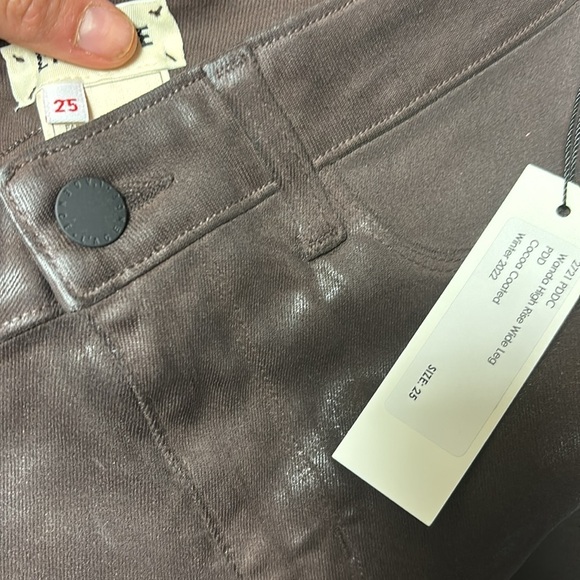 25
2721 PDDC
Wanda High Rise Wide Leg
PDD
Cocoa Coated
Winter 2022
SIZE: 25